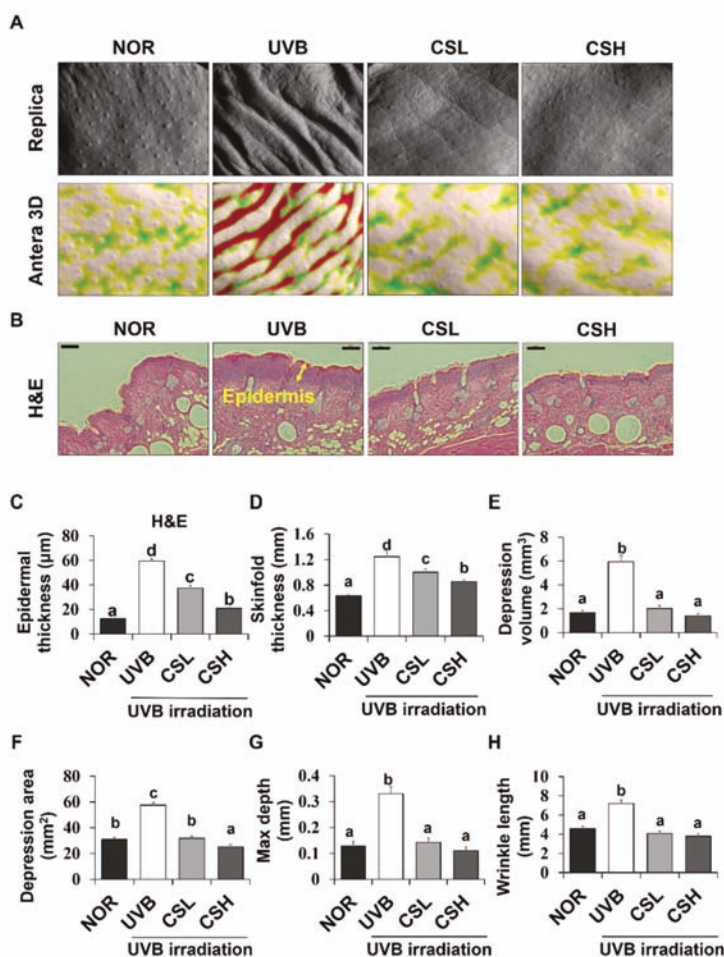 A
NOR UVB CSL CSH
Replica
Antera 3D
B
NOR UVB CSL CSH
H&E
Epidermis
C
H&E
Epidermal
thickness (µm)
80
60
40
20
0
a d c b
NOR UVB CSL CSH
UVB irradiation
D
Skinfold
thickness (mm)
1.6
1.2
0.8
0.4
0
a d c b
NOR UVB CSL CSH
UVB irradiation
E
Depression
volume (mm³)
8
6
4
2
0
a b a a
NOR UVB CSL CSH
UVB irradiation
F
Depression area
(mm²)
80
60
40
20
0
b c b a
NOR UVB CSL CSH
UVB irradiation
G
Max depth
(mm)
0.4
0.3
0.2
0.1
0
a b a a
NOR UVB CSL CSH
UVB irradiation
H
Wrinkle length
(mm)
10
8
6
4
2
0
a b a a
NOR UVB CSL CSH
UVB irradiation